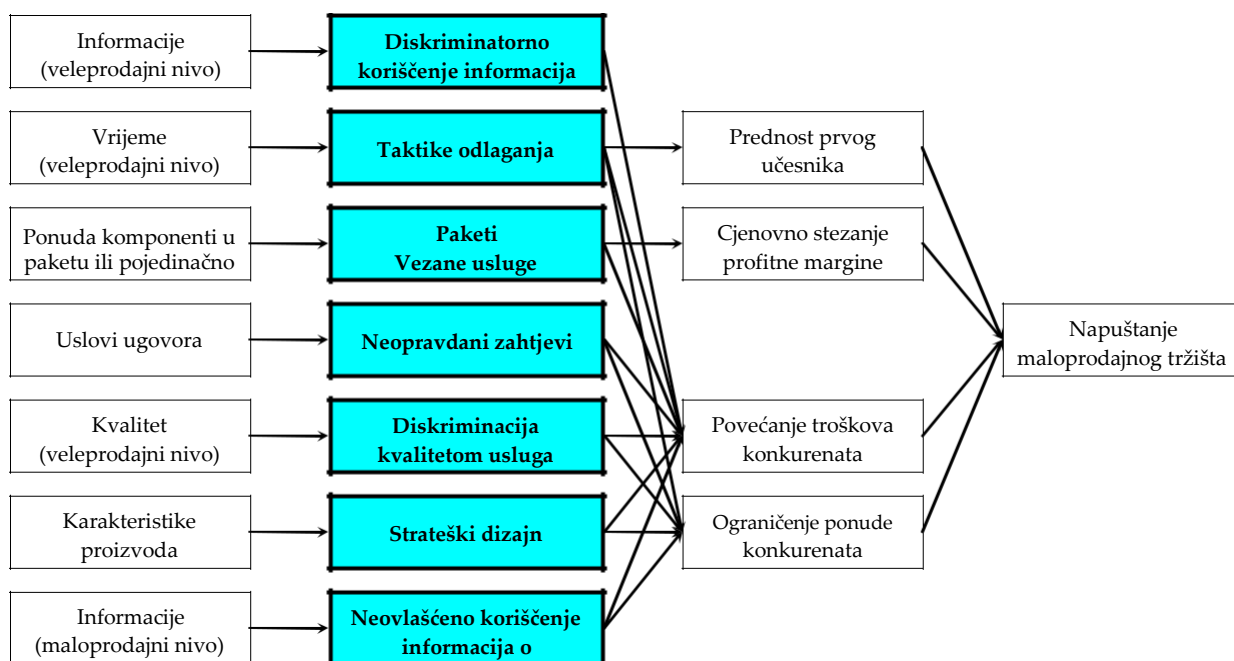 Informacije
(veleprodajni nivo)
Diskriminatorno
koriščenje informacija
Vrijeme
(veleprodajni nivo)
Taktike odlaganja
Prednost prvog
učesnika
Ponuda komponenti u
paketu ili pojedinačno
Paketi
Vezane usluge
Cjenovno stezanje
profitne margine
Uslovi ugovora
Neopravdani zahtjevi
Napuštanje
maloprodajnog tržišta
Kvalitet
(veleprodajni nivo)
Diskriminacija
kvalitetom usluga
Povećanje troškova
konkurenata
Karakteristike
proizvoda
Strateški dizajn
Ograničenje ponude
konkurenata
Informacije
(maloprodajni nivo)
Neovlašćeno koriščenje
informacija o